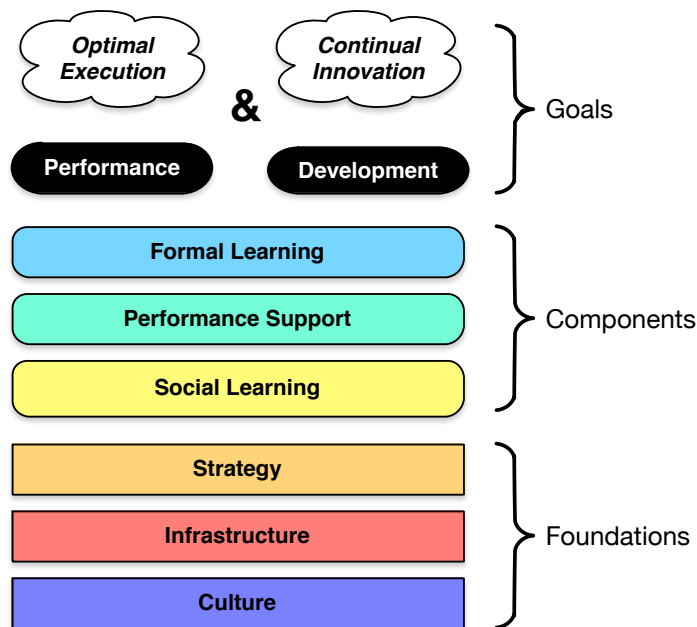 Optimal
Execution
Continual
Innovation
&
Goals
Performance
Development
Formal Learning
Performance Support
Components
Social Learning
Strategy
Infrastructure
Foundations
Culture